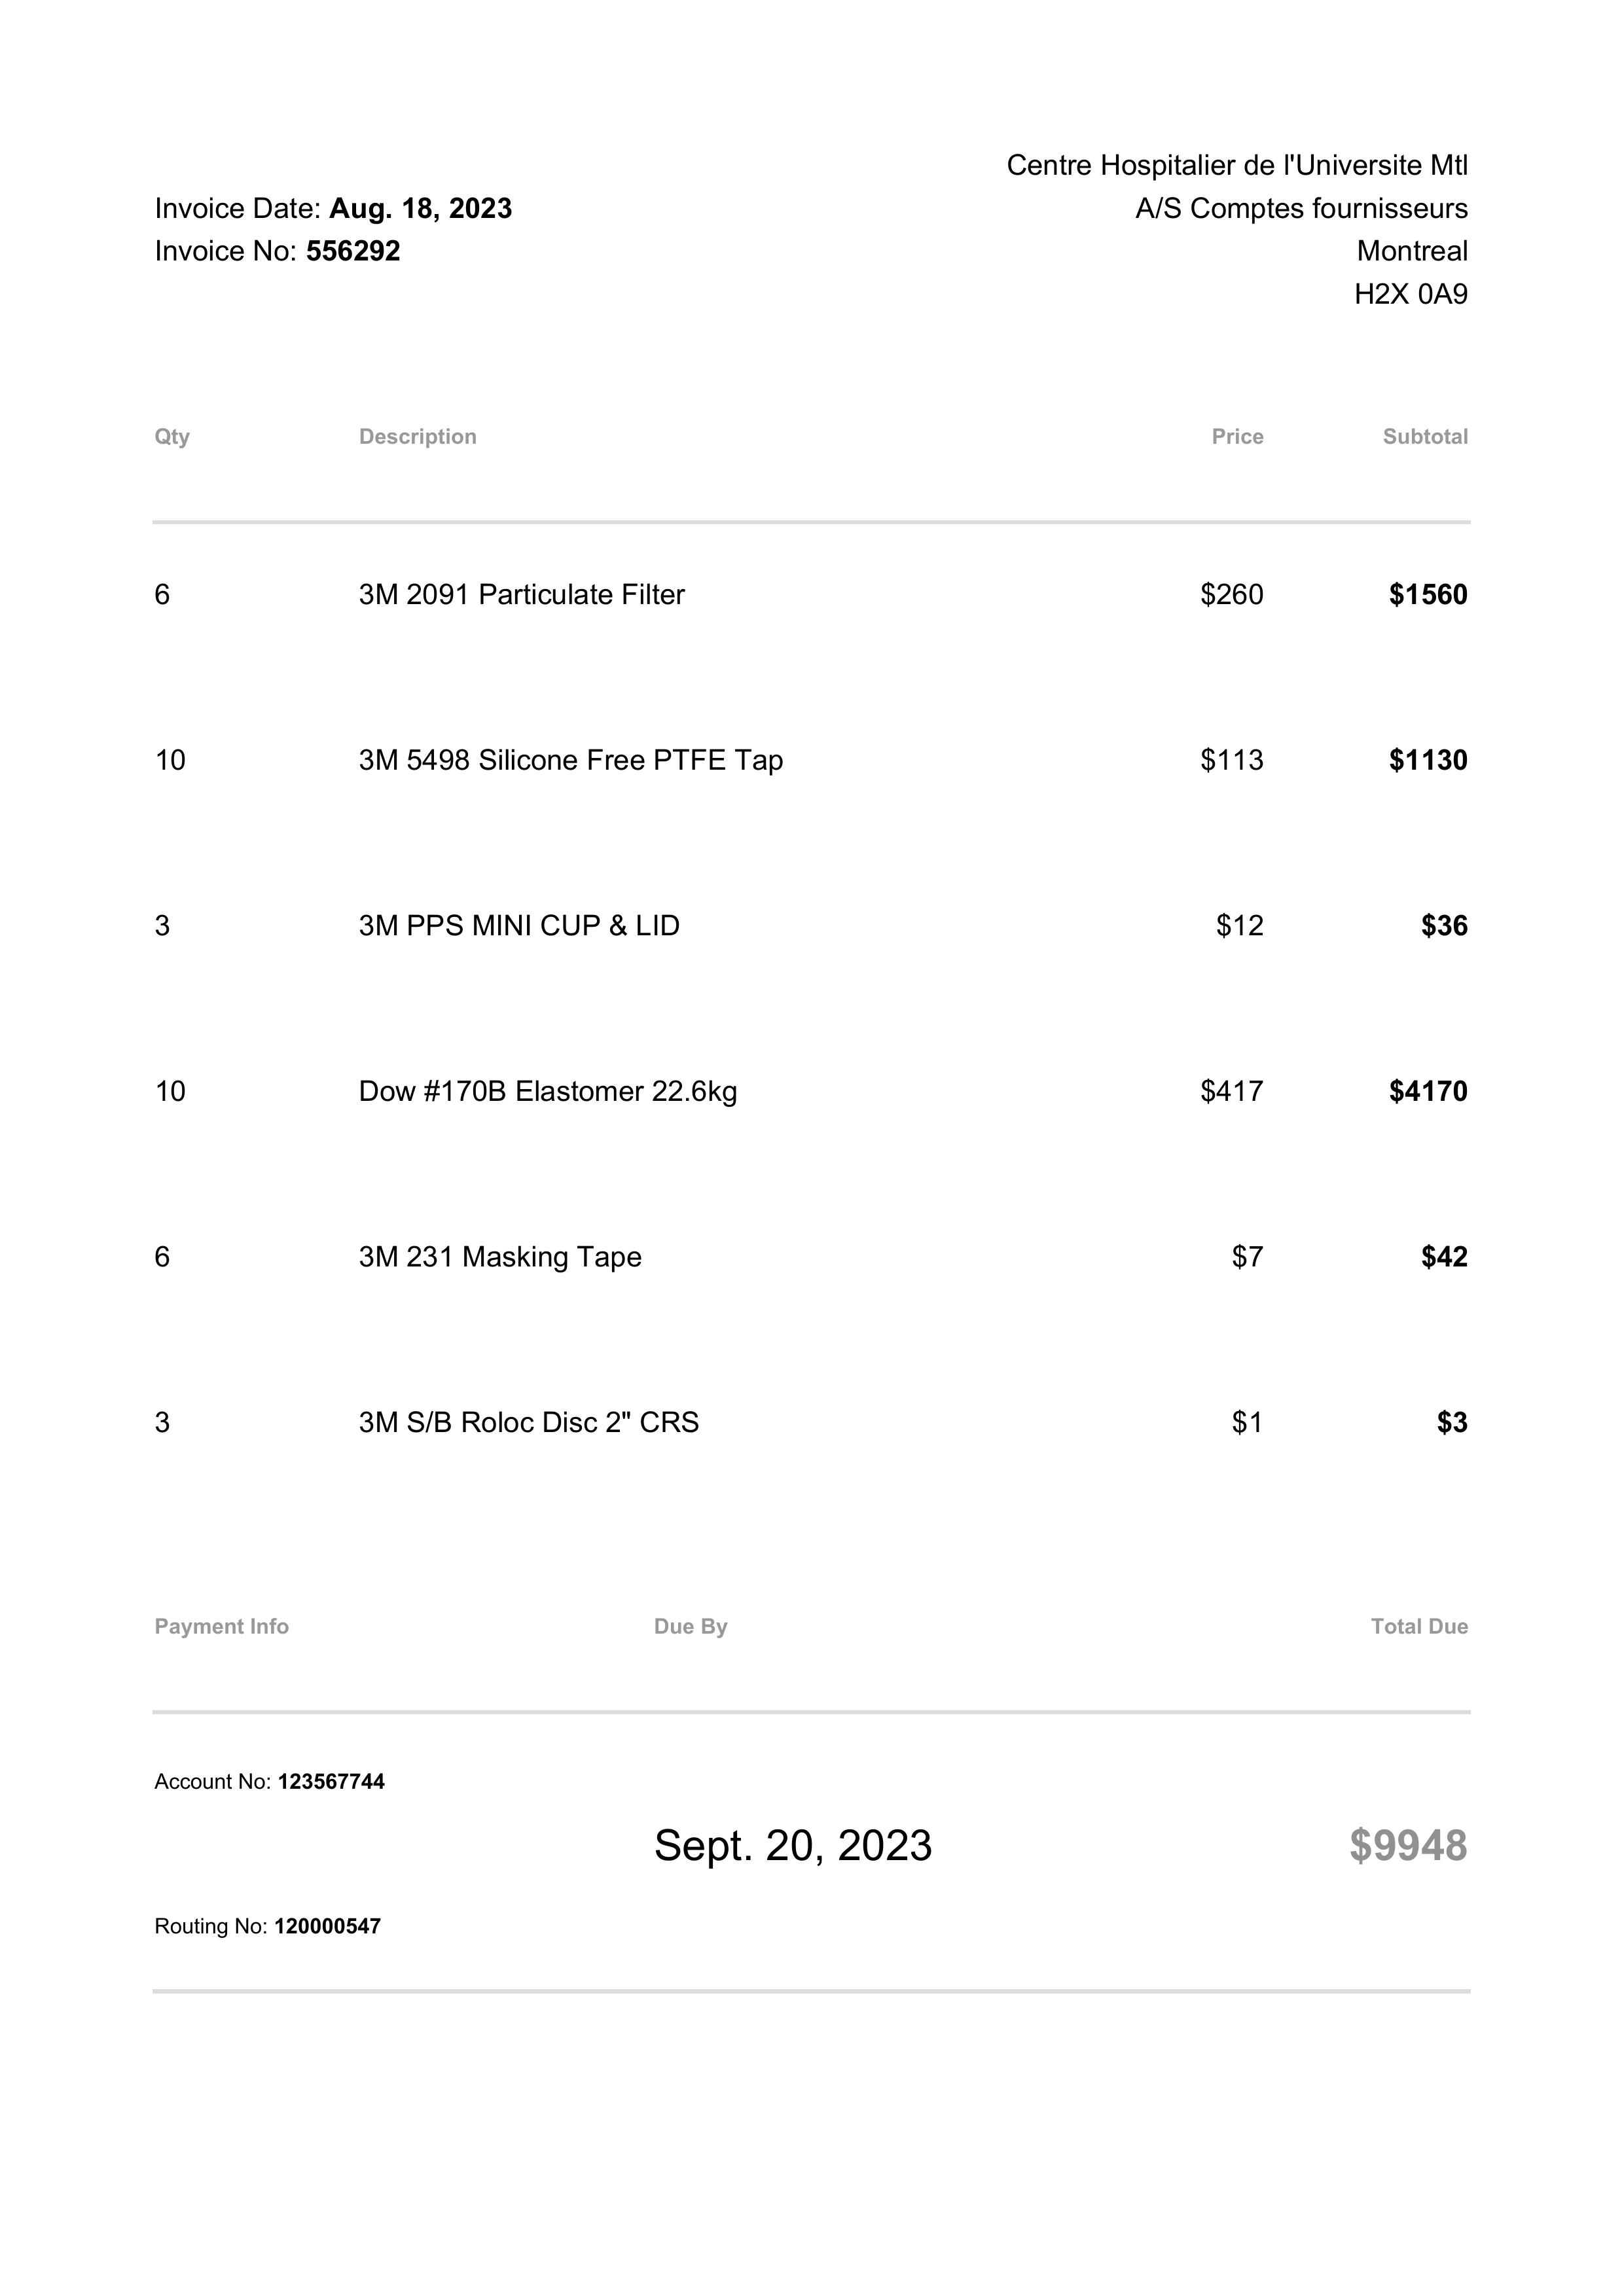 Centre Hospitalier de l'Universite Mtl
Invoice Date: Aug. 18, 2023 A/S Comptes fournisseurs
Invoice No: 556292 Montreal
H2X 0A9
Qty Description Price Subtotal
6 3M 2091 Particulate Filter $260 $1560
10 3M 5498 Silicone Free PTFE Tap $113 $1130
3 3M PPS MINI CUP & LID $12 $36
10 Dow #170B Elastomer 22.6kg $417 $4170
6 3M 231 Masking Tape $7 $42
3 3M S/B Roloc Disc 2" CRS $1 $3
Payment Info Due By Total Due
Account No: 123567744
Sept. 20, 2023 $9948
Routing No: 120000547